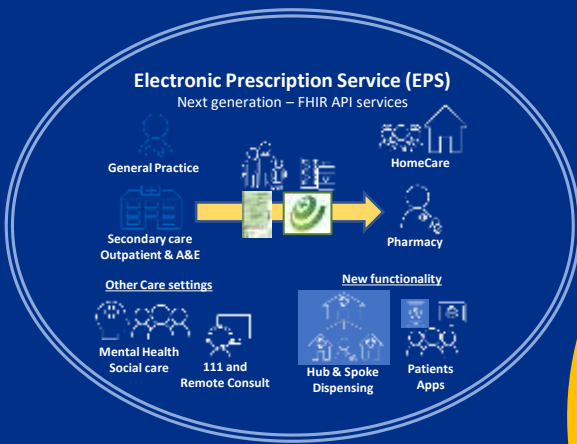 Electronic Prescription Service (EPS)
Next generation – FHIR API services
General Practice
HomeCare
Secondary care
Outpatient & A&E
Pharmacy
Other Care settings
New functionality
Mental Health
Social care
111 and
Remote Consult
Hub & Spoke
Dispensing
Patients
Apps